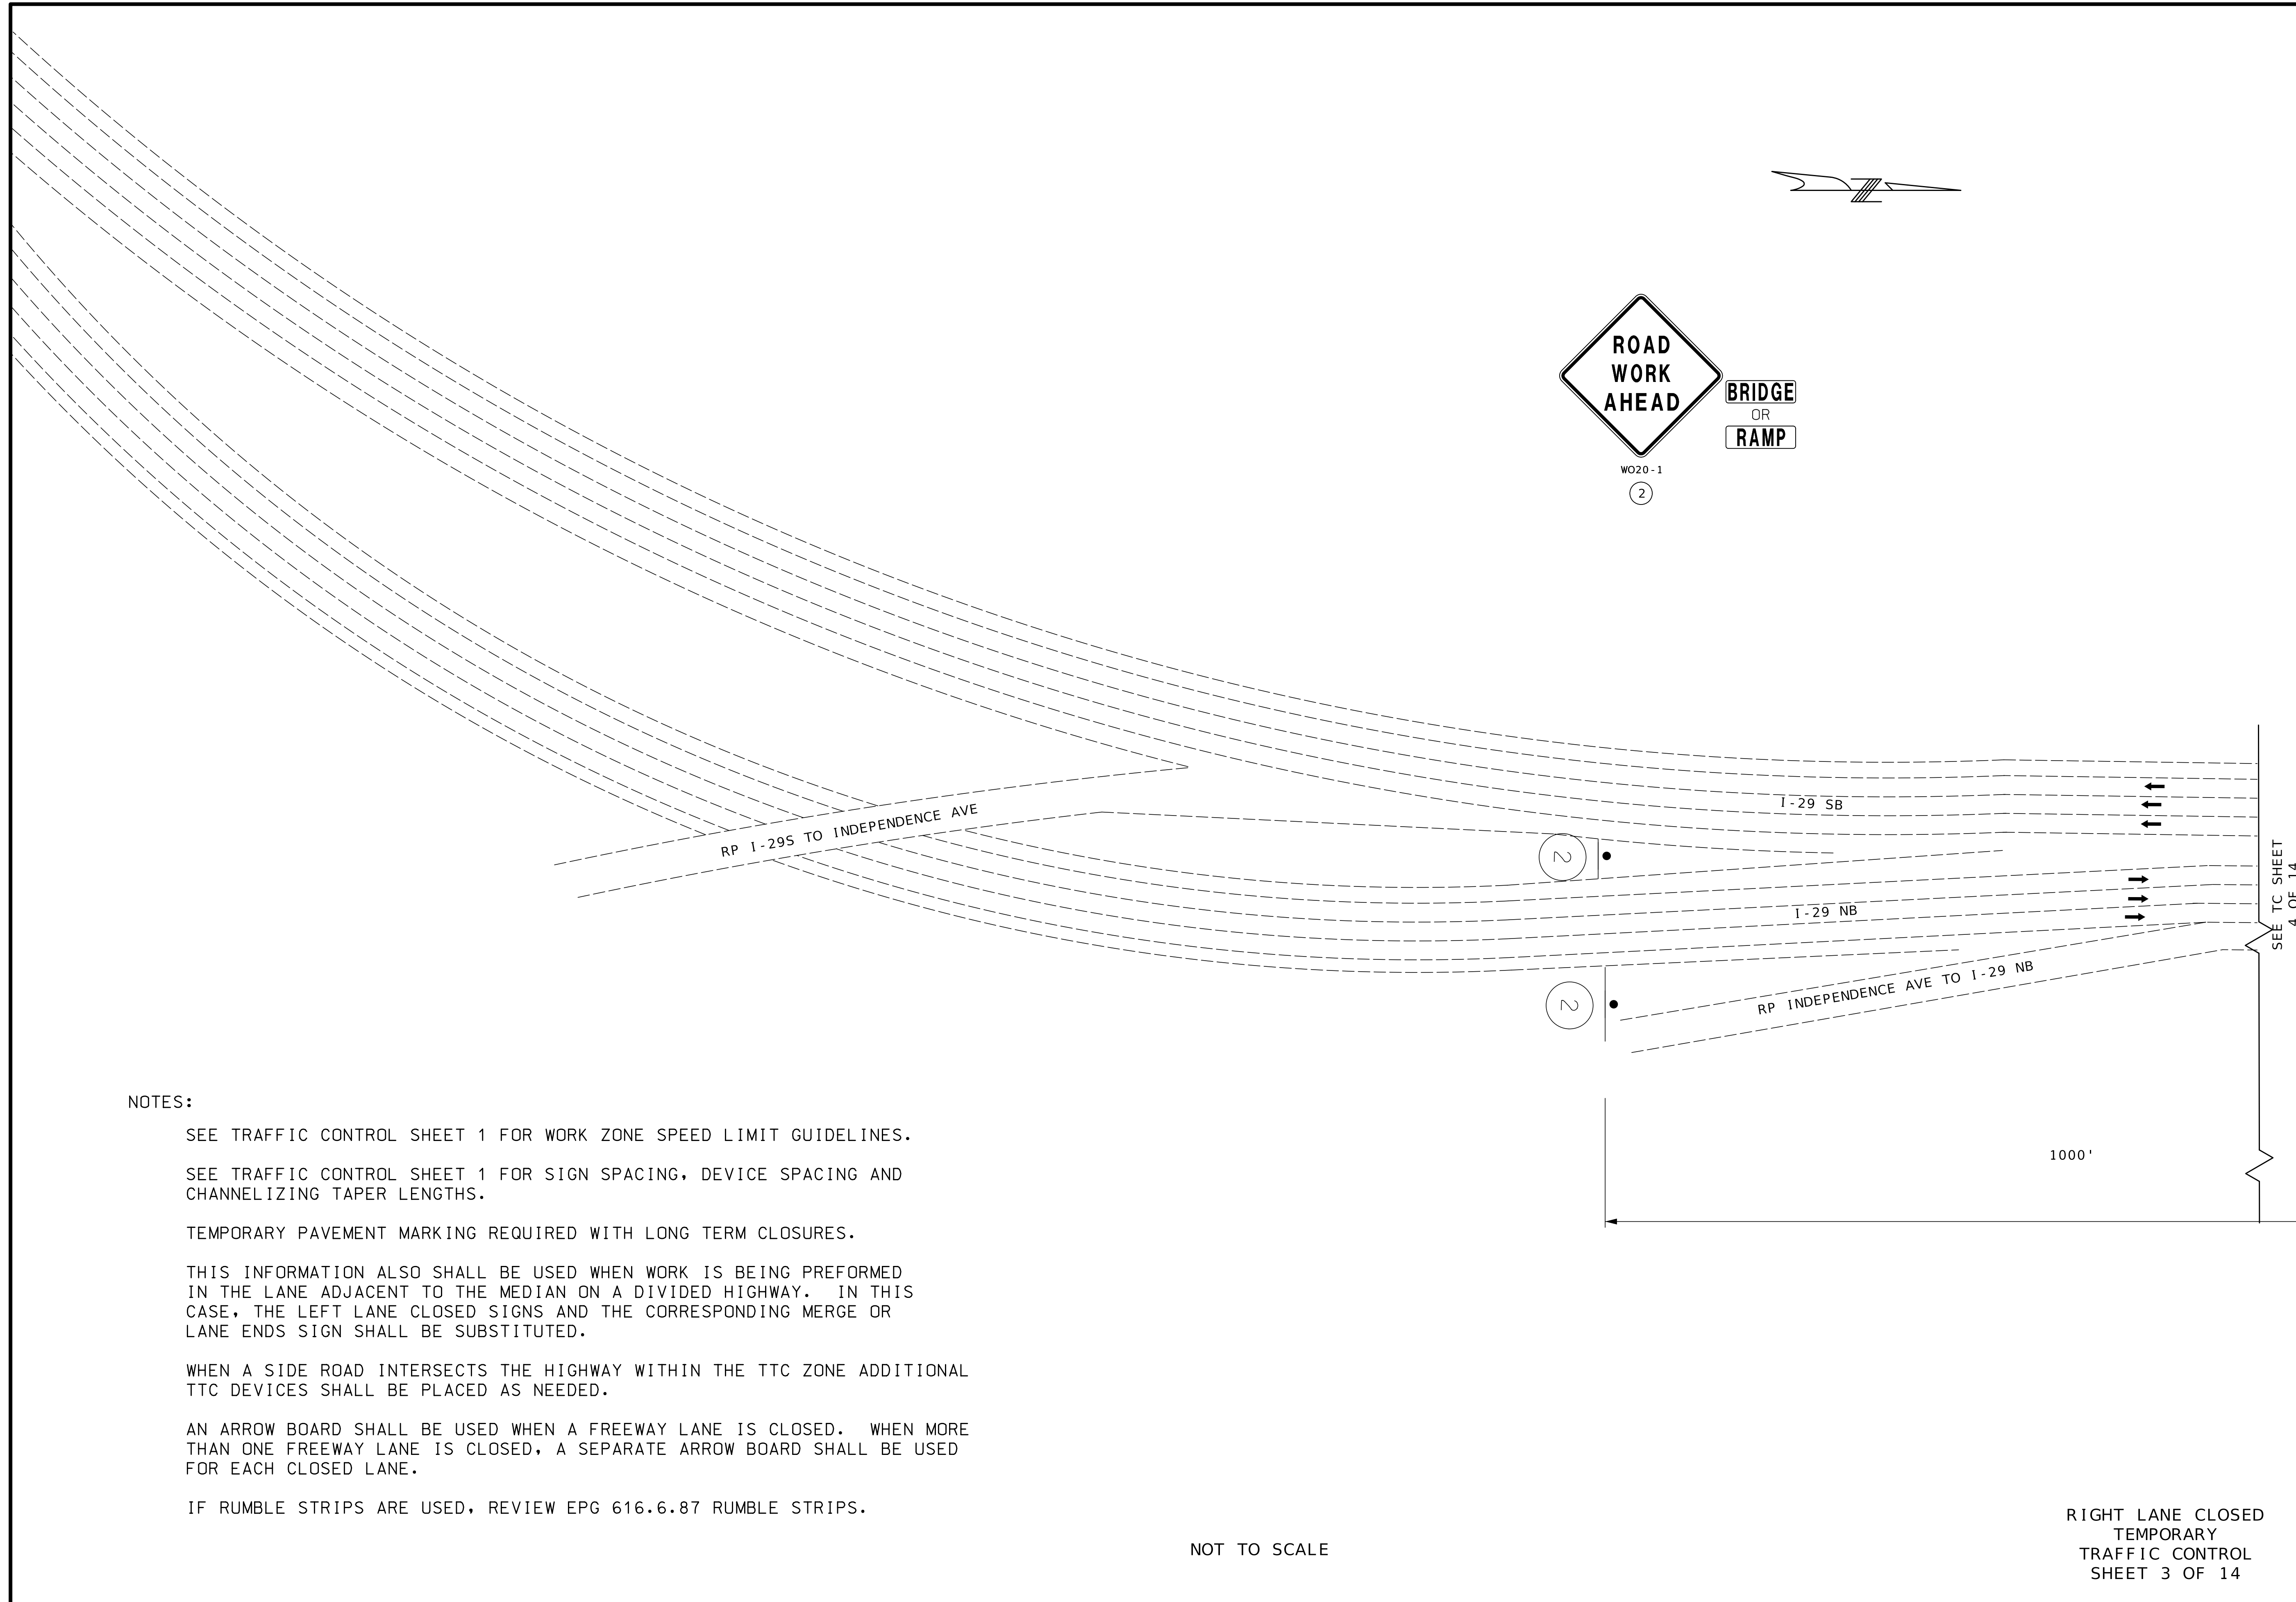 ROAD
WORK
AHEAD
BRIDGE
OR
RAMP
WO20-1
2
I-29 SB
RP I-29S TO INDEPENDENCE AVE
2
I-29 NB
SEE TC SHEET
4 OF 14
RP INDEPENDENCE AVE TO I-29 NB
2
1000'
NOTES:
SEE TRAFFIC CONTROL SHEET 1 FOR WORK ZONE SPEED LIMIT GUIDELINES.
SEE TRAFFIC CONTROL SHEET 1 FOR SIGN SPACING, DEVICE SPACING AND
CHANNELIZING TAPER LENGTHS.
TEMPORARY PAVEMENT MARKING REQUIRED WITH LONG TERM CLOSURES.
THIS INFORMATION ALSO SHALL BE USED WHEN WORK IS BEING PREFORMED
IN THE LANE ADJACENT TO THE MEDIAN ON A DIVIDED HIGHWAY. IN THIS
CASE, THE LEFT LANE CLOSED SIGNS AND THE CORRESPONDING MERGE OR
LANE ENDS SIGN SHALL BE SUBSTITUTED.
WHEN A SIDE ROAD INTERSECTS THE HIGHWAY WITHIN THE TTC ZONE ADDITIONAL
TTC DEVICES SHALL BE PLACED AS NEEDED.
AN ARROW BOARD SHALL BE USED WHEN A FREEWAY LANE IS CLOSED. WHEN MORE
THAN ONE FREEWAY LANE IS CLOSED, A SEPARATE ARROW BOARD SHALL BE USED
FOR EACH CLOSED LANE.
IF RUMBLE STRIPS ARE USED, REVIEW EPG 616.6.87 RUMBLE STRIPS.
NOT TO SCALE
RIGHT LANE CLOSED
TEMPORARY
TRAFFIC CONTROL
SHEET 3 OF 14